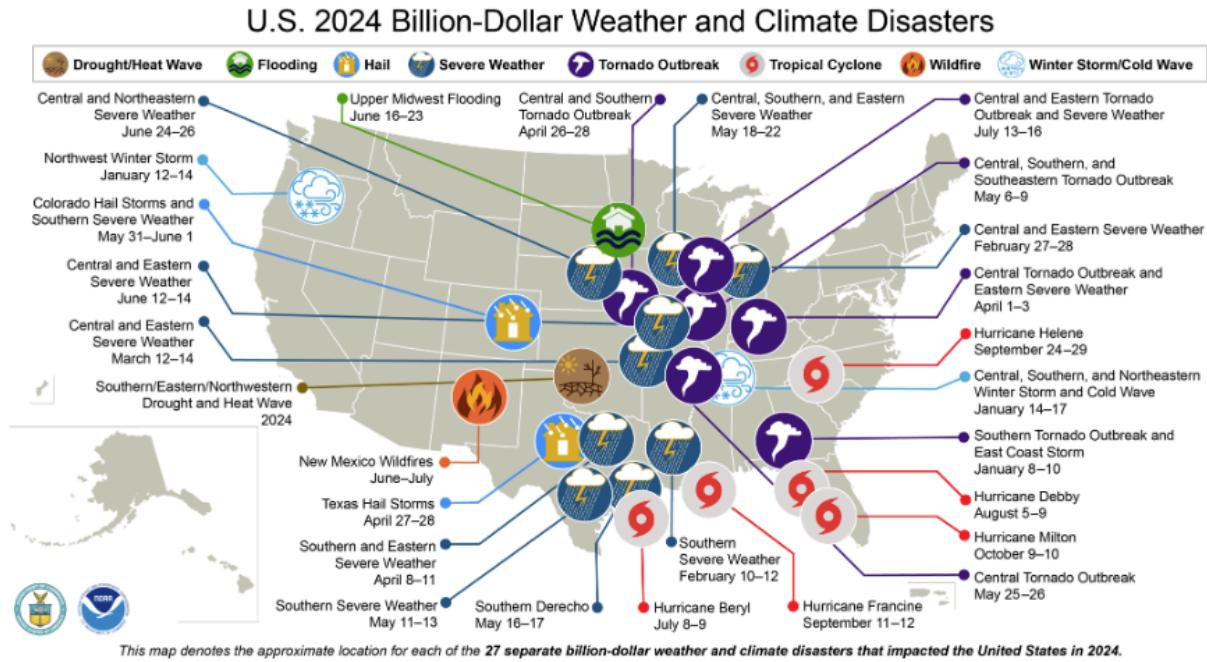 U.S. 2024 Billion-Dollar Weather and Climate Disasters
Drought/Heat Wave
Flooding
Hail
Severe Weather
Tornado Outbreak
Tropical Cyclone
Wildfire
Winter Storm/Cold Wave
Central and Northeastern
Severe Weather
June 24–26
Northwest Winter Storm
January 12–14
Colorado Hail Storms and
Southern Severe Weather
May 31–June 1
Central and Eastern
Severe Weather
June 12–14
Central and Eastern
Severe Weather
March 12–14
Southern/Eastern/Northwestern
Drought and Heat Wave
2024
Upper Midwest Flooding
June 16–23
Central and Southern
Tornado Outbreak
April 26–28
Central, Southern, and Eastern
Severe Weather
May 18–22
Central and Eastern Tornado
Outbreak and Severe Weather
July 13–16
Central, Southern, and
Southeastern Tornado Outbreak
May 6–9
Central and Eastern Severe Weather
February 27–28
Central Tornado Outbreak and
Eastern Severe Weather
April 1–3
Hurricane Helene
September 24–29
Central, Southern, and Northeastern
Winter Storm and Cold Wave
January 14–17
Southern Tornado Outbreak and
East Coast Storm
January 8–10
Hurricane Debby
August 5–9
Hurricane Milton
October 9–10
Central Tornado Outbreak
May 25–26
New Mexico Wildfires
June–July
Texas Hail Storms
April 27–28
Southern and Eastern
Severe Weather
April 8–11
Southern Severe Weather
May 11–13
Southern Derecho
May 16–17
Hurricane Beryl
July 8–9
Southern
Severe Weather
February 10–12
Hurricane Francine
September 11–12
NOAA
This map denotes the approximate location for each of the 27 separate billion-dollar weather and climate disasters that impacted the United States in 2024.